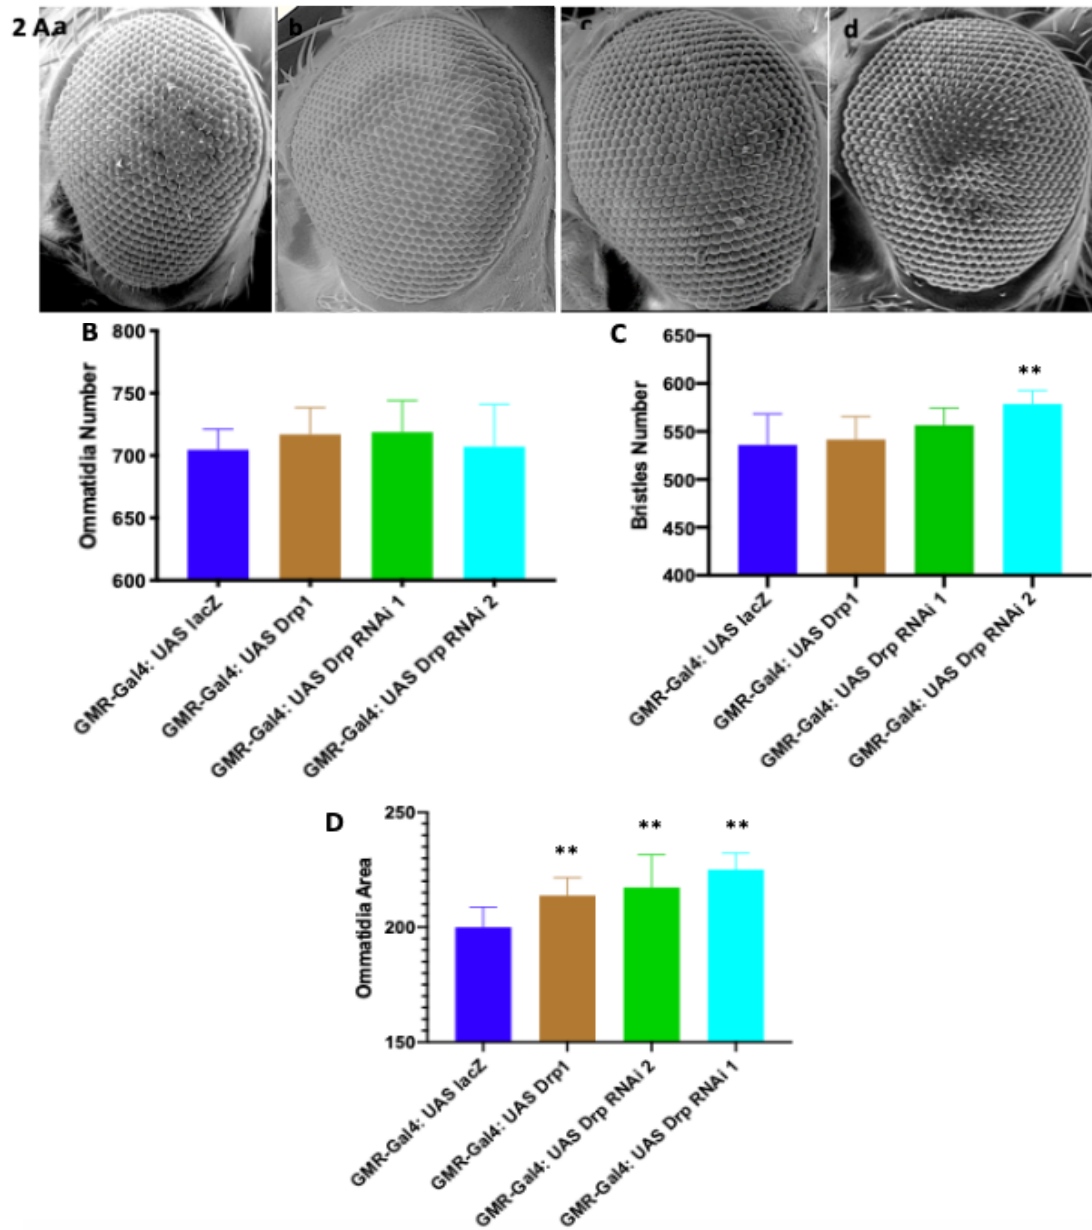 2 A.a b c d
B
800
750
700
650
600
Ommatidia Number
GMR-Gal4: UAS lacZ
GMR-Gal4: UAS Drp1
GMR-Gal4: UAS Drp RNAi 1
GMR-Gal4: UAS Drp RNAi 2
C
650
600
550
500
450
400
Bristles Number
**
GMR-Gal4: UAS lacZ
GMR-Gal4: UAS Drp1
GMR-Gal4: UAS Drp RNAi 1
GMR-Gal4: UAS Drp RNAi 2
D
250
200
150
Ommatidia Area
** ** **
GMR-Gal4: UAS lacZ
GMR-Gal4: UAS Drp1
GMR-Gal4: UAS Drp RNAi 2
GMR-Gal4: UAS Drp RNAi 1